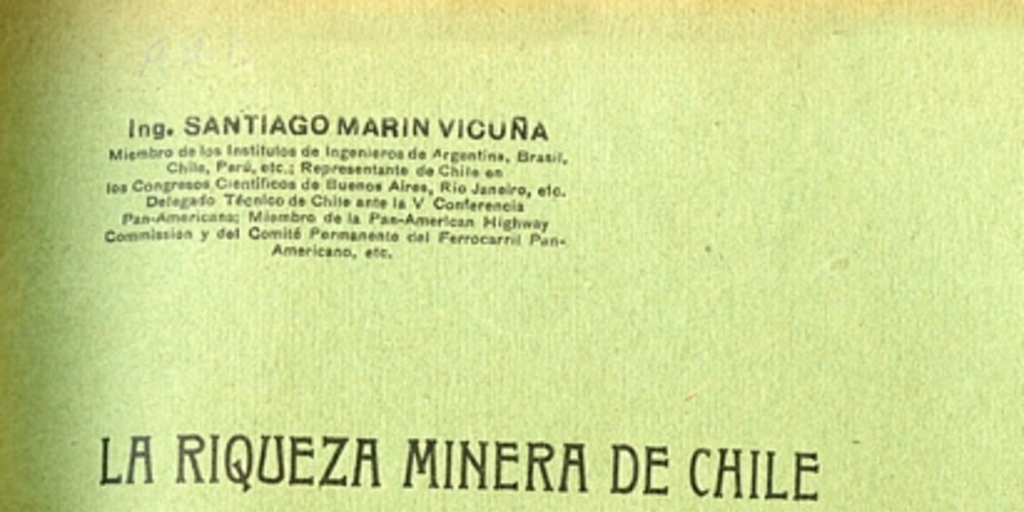 Ing. SANTIAGO MARIN VICUÑA
Miembro de los Institutos de Ingenieros de Argentina, Brasil,
Chile, Perú, etc.; Representante de Chile en
los Congresos Científicos de Buenos Aires, Rio Janeiro, etc.
Delegado Técnico de Chile ante la V Conferencia
Pan-Americana; Miembro de la Pan-American Highway
Commission y del Comité Permanente del Ferrocarril Pan-
Americano, etc.
LA RIQUEZA MINERA DE CHILE